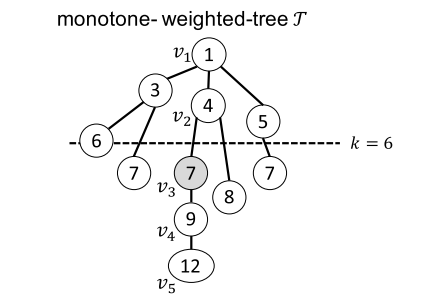 monotone- weighted-tree 𝒯
v₁ 1
3
v₂ 4
5
6
k = 6
7
v₃ 7
8
7
v₄ 9
v₅ 12